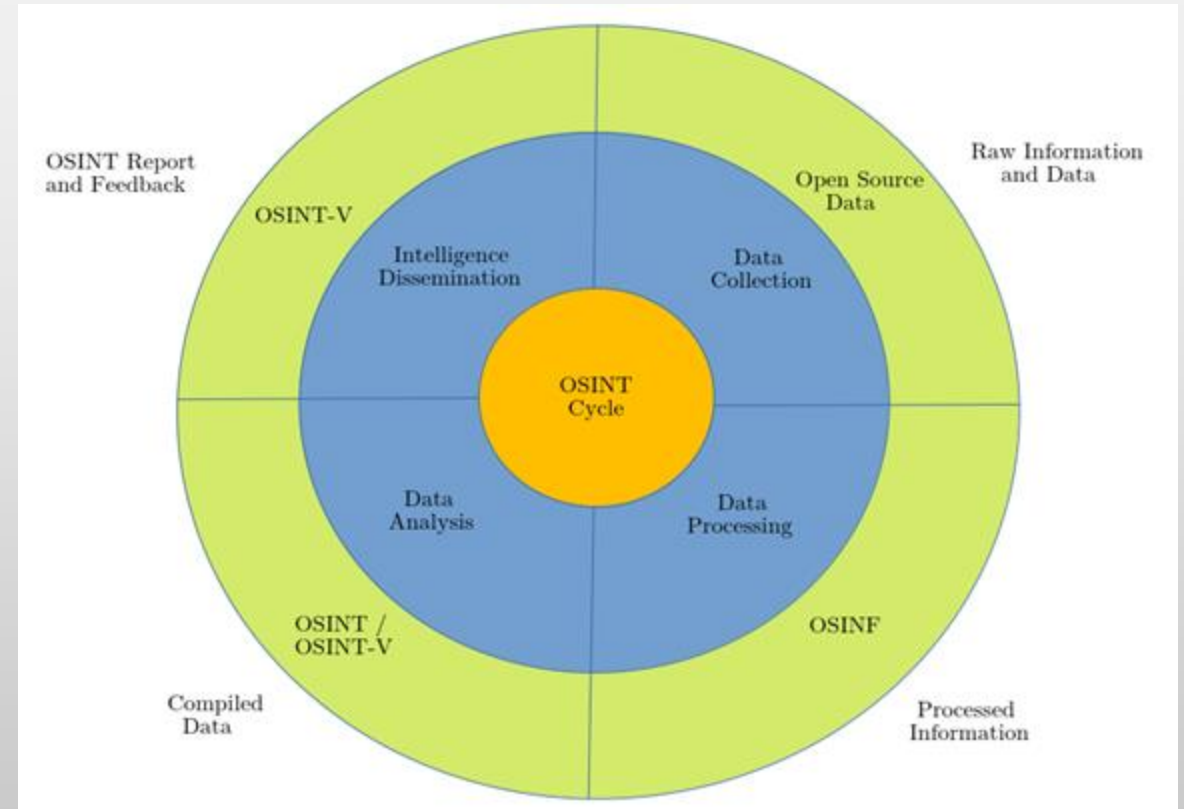 OSINT Report
and Feedback
Raw Information
and Data
OSINT-V
Open Source
Data
Intelligence
Dissemination
Data
Collection
OSINT
Cycle
Data
Analysis
Data
Processing
OSINT /
OSINT-V
OSINF
Compiled
Data
Processed
Information